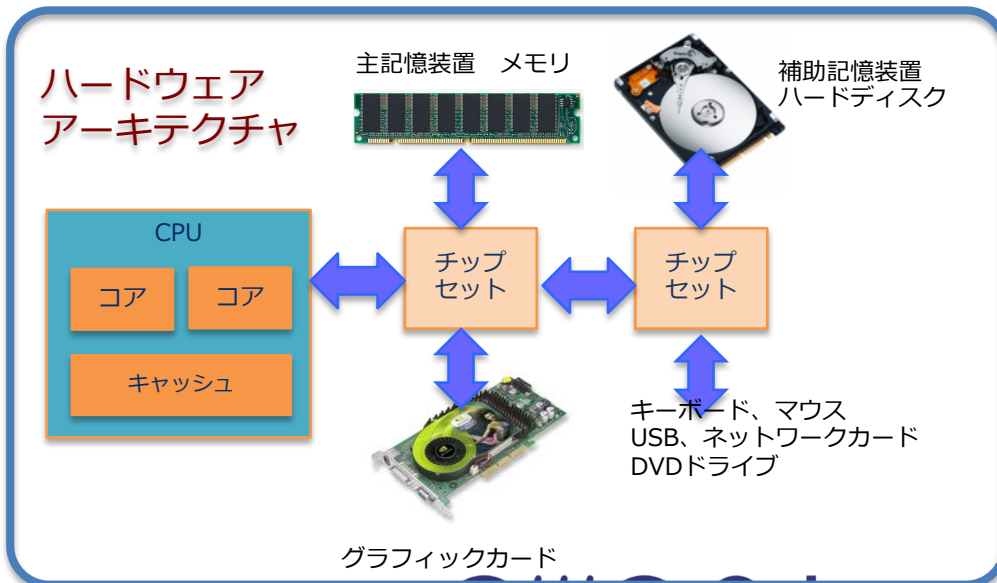 ハードウェア
アーキテクチャ
主記憶装置　メモリ
補助記憶装置
ハードディスク
CPU
コア
コア
キャッシュ
チップ
セット
チップ
セット
キーボード、マウス
USB、ネットワークカード
DVDドライブ
グラフィックカード